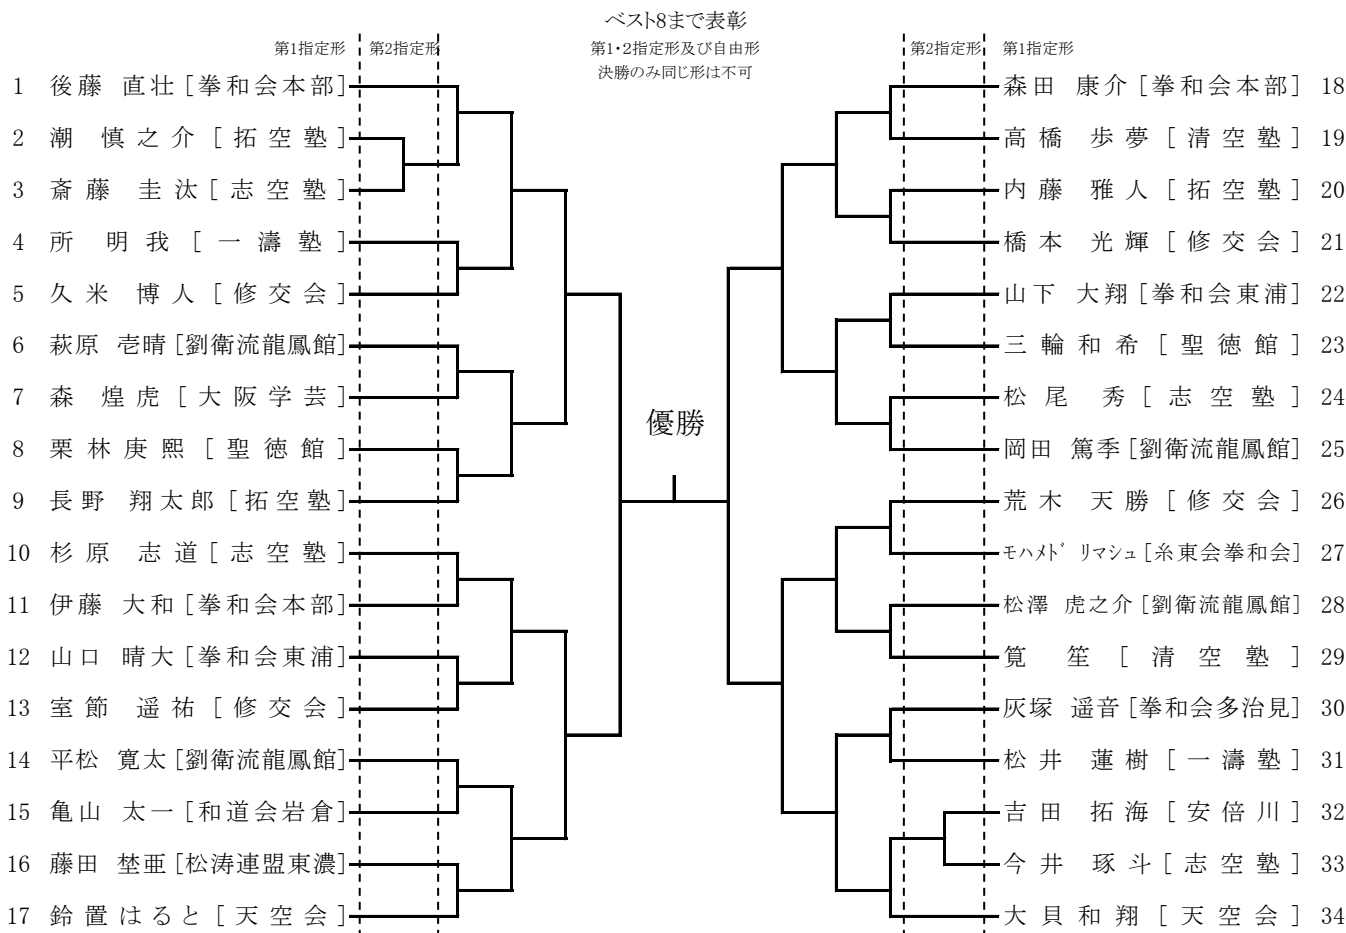 ベスト8まで表彰
第1指定形 第2指定形 第1・2指定形及び自由形 第2指定形 第1指定形
決勝のみ同じ形は不可
1 後藤 直壮 [拳和会本部]
2 潮 慎之介 [拓空塾]
3 斎藤 圭汰 [志空塾]
4 所 明我 [一濤塾]
5 久米 博人 [修交会]
6 萩原 壱晴 [劉衛流龍鳳館]
7 森 煌虎 [大阪学芸]
8 栗林庚熙 [聖徳館]
9 長野 翔太郎 [拓空塾]
10 杉原 志道 [志空塾]
11 伊藤 大和 [拳和会本部]
12 山口 晴大 [拳和会東浦]
13 室節 遥祐 [修交会]
14 平松 寛太 [劉衛流龍鳳館]
15 亀山 太一 [和道会岩倉]
16 藤田 埜亜 [松涛連盟東濃]
17 鈴置はると [天空会]
優勝
森田 康介 [拳和会本部] 18
高橋 歩夢 [清空塾] 19
内藤 雅人 [拓空塾] 20
橋本 光輝 [修交会] 21
山下 大翔 [拳和会東浦] 22
三輪和希 [聖徳館] 23
松尾 秀 [志空塾] 24
岡田 篤季 [劉衛流龍鳳館] 25
荒木 天勝 [修交会] 26
モハメド リマシュ [糸東会拳和会] 27
松澤 虎之介 [劉衛流龍鳳館] 28
筧 笙 [清空塾] 29
灰塚 遥音 [拳和会多治見] 30
松井 蓮樹 [一濤塾] 31
吉田 拓海 [安倍川] 32
今井 琢斗 [志空塾] 33
大貝和翔 [天空会] 34